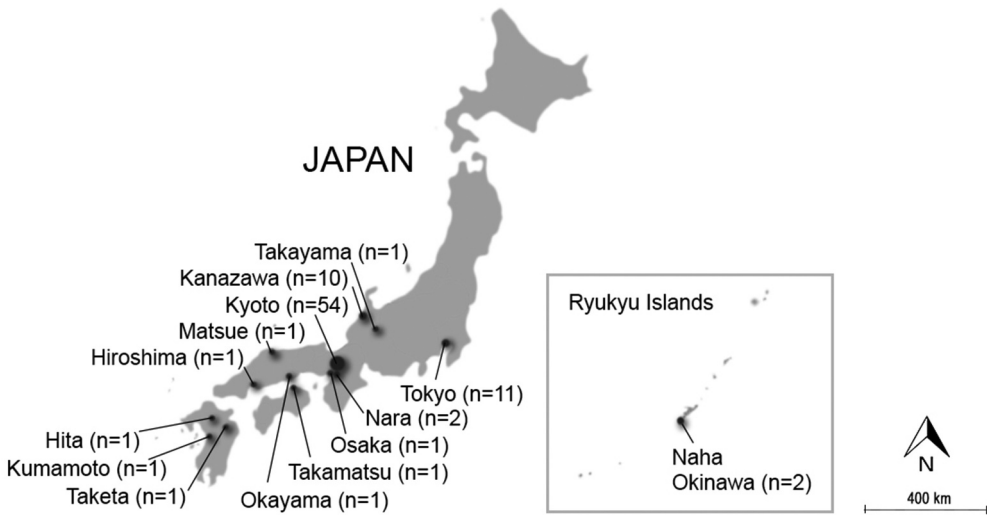 JAPAN
Takayama (n=1)
Kanazawa (n=10)
Kyoto (n=54)
Matsue (n=1)
Hiroshima (n=1)
Tokyo (n=11)
Nara (n=2)
Osaka (n=1)
Takamatsu (n=1)
Okayama (n=1)
Hita (n=1)
Kumamoto (n=1)
Taketa (n=1)
Ryukyu Islands
Naha
Okinawa (n=2)
N
400 km